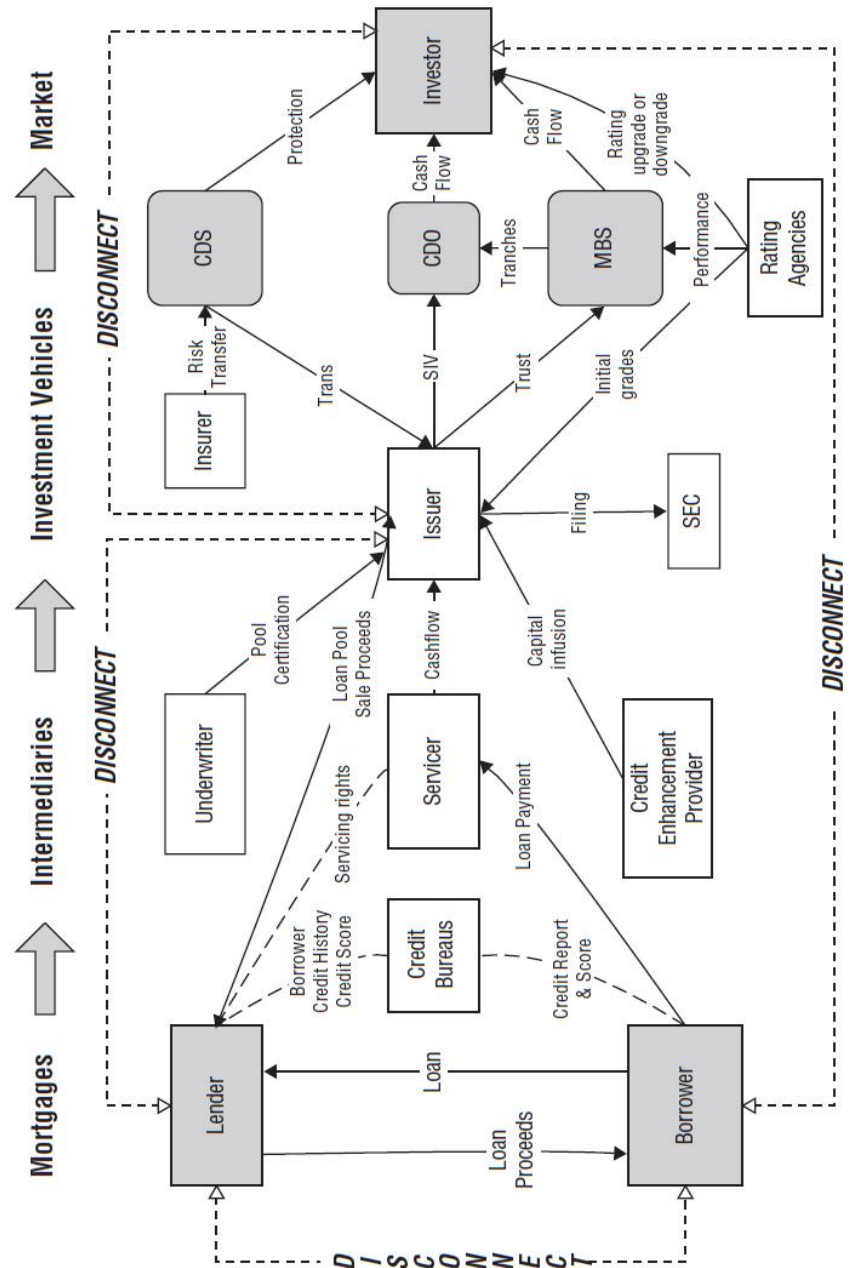 Mortgages
Intermediaries
Investment Vehicles
Market
DISCONNECT
DISCONNECT
Lender
Underwriter
Pool
Certification
Insurer
Risk
Transfer
CDS
Protection
Loan Pool
Sale Proceeds
Servicing rights
Borrower
Credit History
Credit Score
Trans
Loan
Loan
Proceeds
Credit
Bureaus
Servicer
Cashflow
Issuer
SIV
CDO
Cash
Flow
Investor
Tranches
Trust
Credit Report
& Score
Loan Payment
Capital
infusion
Filing
Initial
grades
MBS
Cash
Flow
Performance
Rating
upgrade or
downgrade
Borrower
Credit
Enhancement
Provider
SEC
Rating
Agencies
DISCONNECT
DISCONNECT